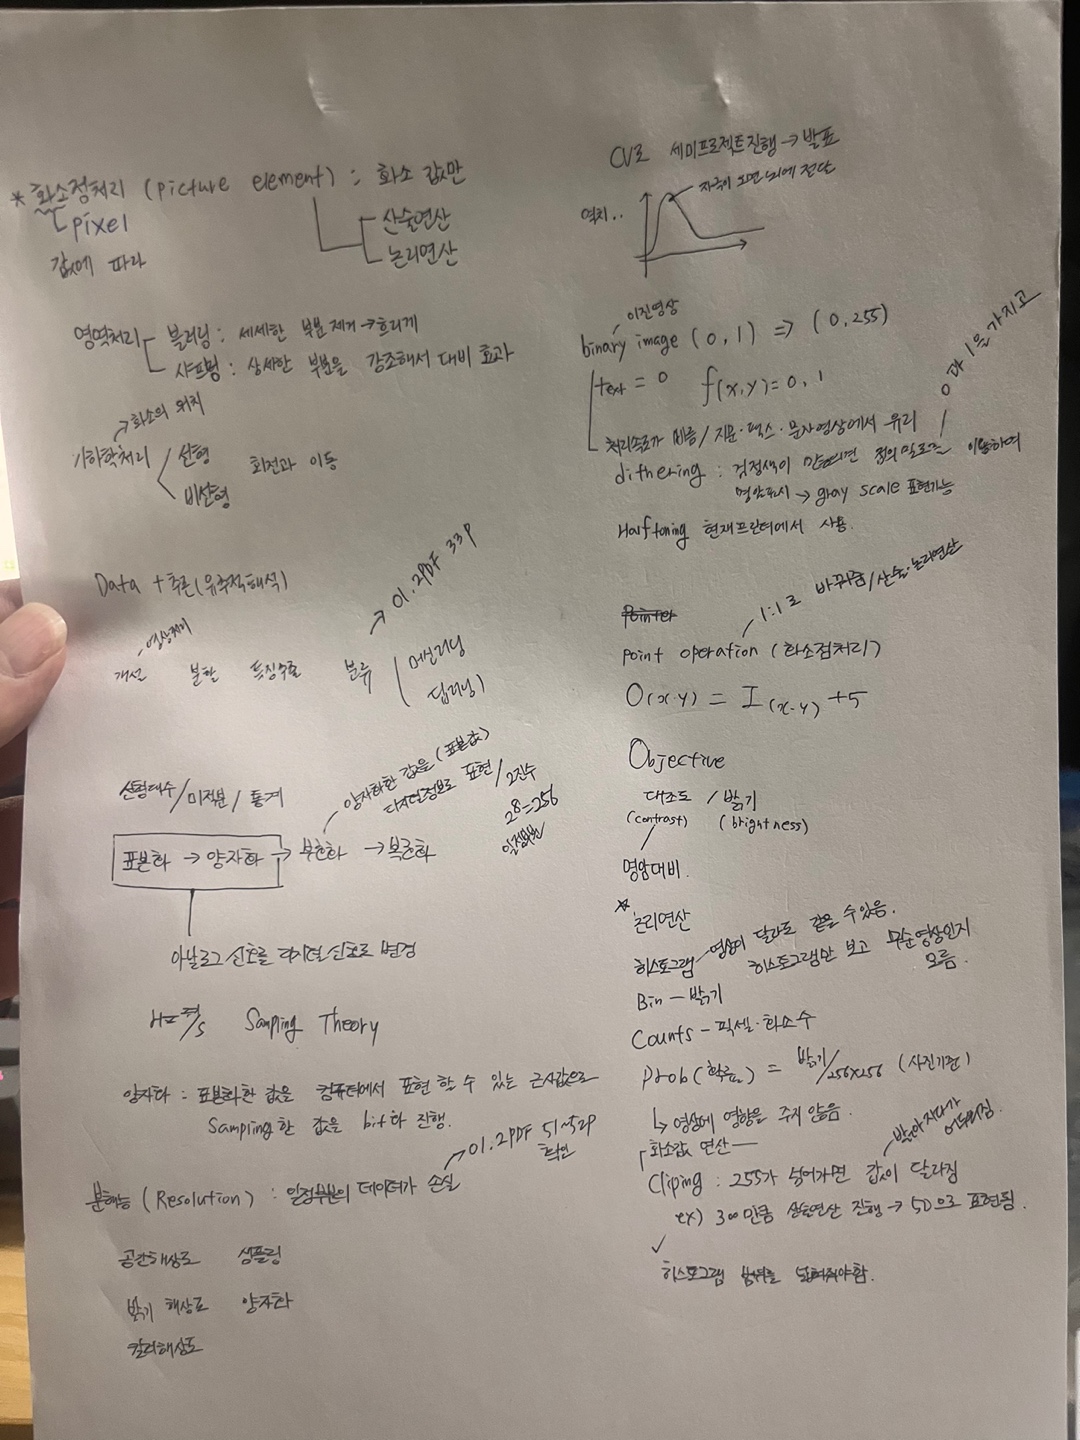 * 화소점처리 (picture element) : 화소 값만
pixel
산술연산
논리연산
값에 따라
영역처리
블러링 : 세세한 부분 제거 → 흐리게
샤프닝 : 상세한 부분을 강조해서 대비 효과
→ 화소의 위치
기하학처리
선형
비선형
회전과 이동
Data + 추론 (유추적해석)
→ 01.2PDF 33P
영상처리
개선 분할 특징추출 분류
머신러닝
딥러닝
선형대수 / 미적분 / 통계
양자화한 값을 (표본값)
디지털정보로 표현 / 2진수
2^8 = 256
표본화 → 양자화 → 부호화 → 복호화
아날로그 신호를 디지털 신호로 변경
Sampling Theory
양자화 : 표본화한 값을 컴퓨터에서 표현 할 수 있는 근사값으로
Sampling한 값을 bit화 진행.
→ 01.2PDF 51~52P
확인
분해능 (Resolution) : 일정부분의 데이터가 손실
공간해상도 샘플링
밝기 해상도 양자화
칼라해상도
CV로 세미프로젝트진행 → 발표
자극이 오면 뇌에 전달
역치..
이진영상
binary image (0, 1) => (0, 255)
text = 0 f(x,y)=0, 1
처리속도가 빠름 / 지문·팩스·문자영상에서 유리
0과 1을 가지고
dithering : 검정색이 많으면 점의 밀도를 이용하여
명암표시 → gray scale 표현가능
Halftoning 현재프린터에서 사용.
1:1로 바꿔줌 / 산술·논리연산
point operation (화소점처리)
O(x·y) = I(x·y) + 5
Objective
대조도 / 밝기
(contrast) (brightness)
명암대비.
* 논리연산
히스토그램
영상이 달라도 같을 수 있음.
히스토그램만 보고 무슨영상인지 모름.
Bin - 밝기
Counts - 픽셀·화소수
prob (확률) = 밝기/256x256 (사진기준)
↳ 영상에 영향을 주지 않음.
화소값 연산
밝아지다가 어두워짐
Cliping : 255가 넘어가면 값이 달라짐
ex) 300만큼 산술연산 진행 → 50으로 표현됨.
✓
히스토그램 범위를 넓혀줘야함.